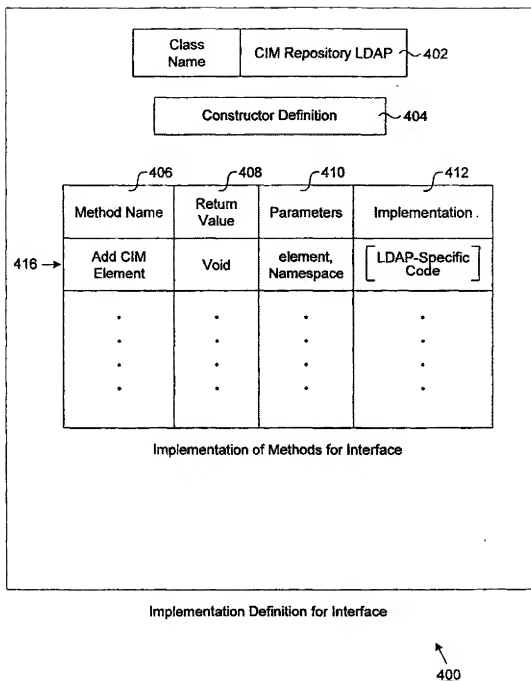 Class
Name
CIM Repository LDAP
402
Constructor Definition
404
406
408
410
412
Method Name
Return
Value
Parameters
Implementation
416
Add CIM
Element
Void
element,
Namespace
LDAP-Specific
Code
Implementation of Methods for Interface
Implementation Definition for Interface
400